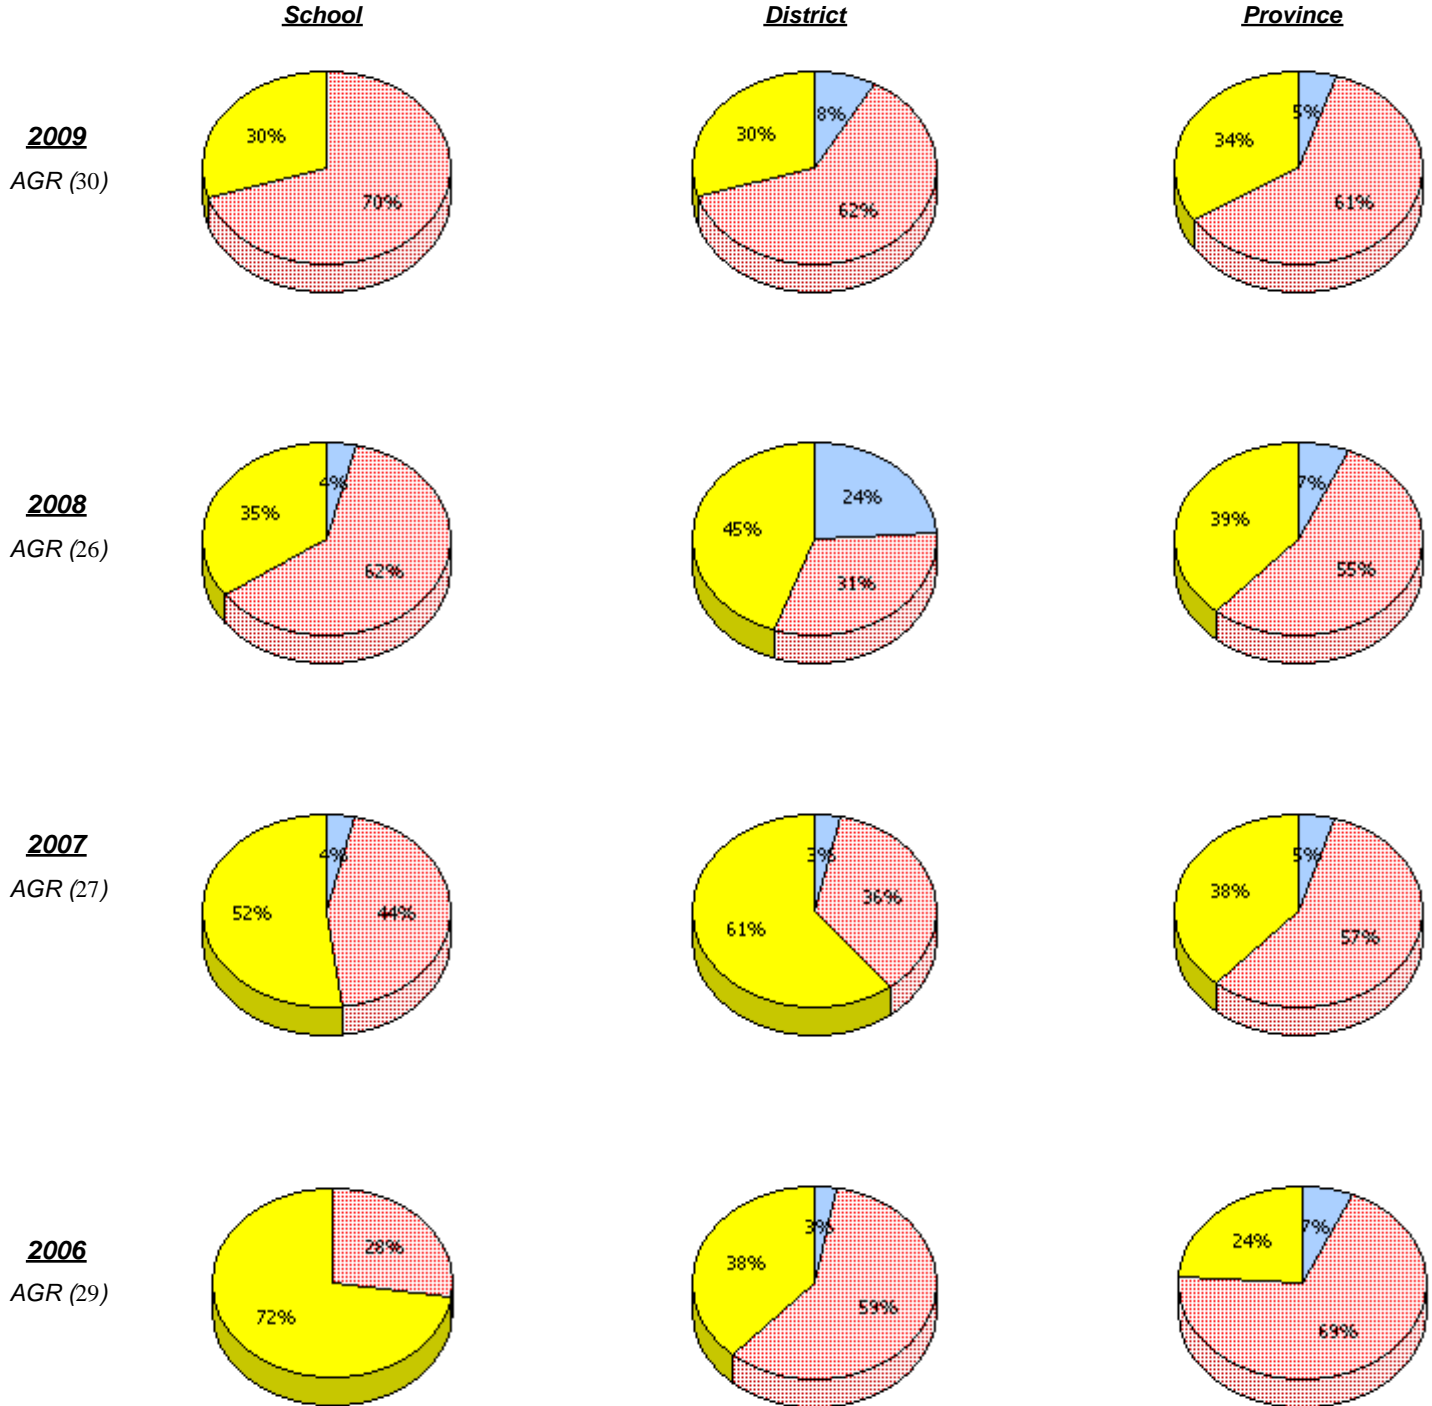 School District Province
2009
AGR (30)
30% 70%
30% 8% 62%
34% 5% 61%
2008
AGR (26)
35% 4% 62%
45% 24% 31%
39% 7% 55%
2007
AGR (27)
52% 4% 44%
61% 3% 36%
38% 5% 57%
2006
AGR (29)
72% 28%
38% 3% 59%
24% 7% 69%